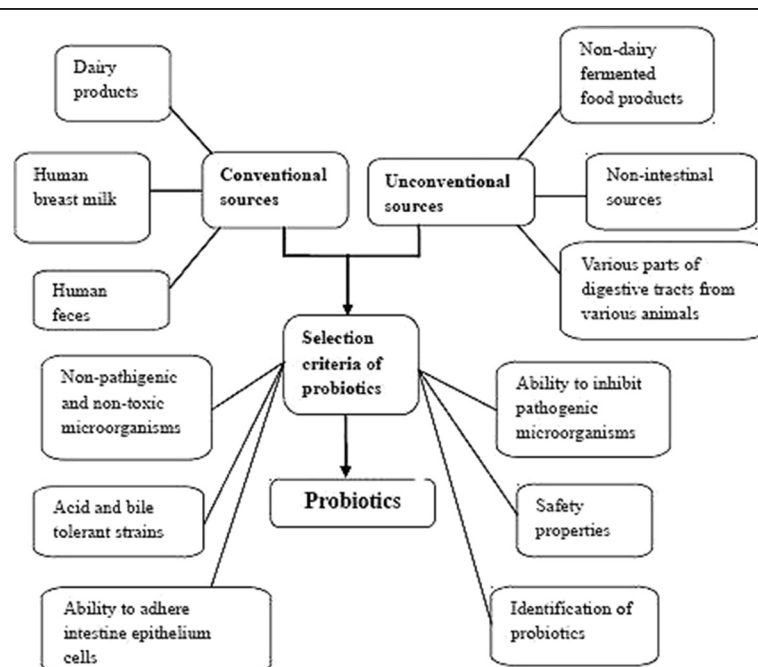 Dairy
products
Non-dairy
fermented
food products
Human
breast milk
Conventional
sources
Unconventional
sources
Non-intestinal
sources
Human
feces
Various parts of
digestive tracts from
various animals
Selection
criteria of
probiotics
Non-pathigenic
and non-toxic
microorganisms
Ability to inhibit
pathogenic
microorganisms
Probiotics
Acid and bile
tolerant strains
Safety
properties
Ability to adhere
intestine epithelium
cells
Identification of
probiotics